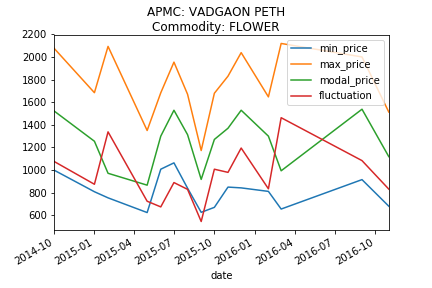 APMC: VADGAON PETH
Commodity: FLOWER
2200
2000
1800
1600
1400
1200
1000
800
600
min_price
max_price
modal_price
fluctuation
2014-10
2015-01
2015-04
2015-07
2015-10
2016-01
2016-04
2016-07
2016-10
date